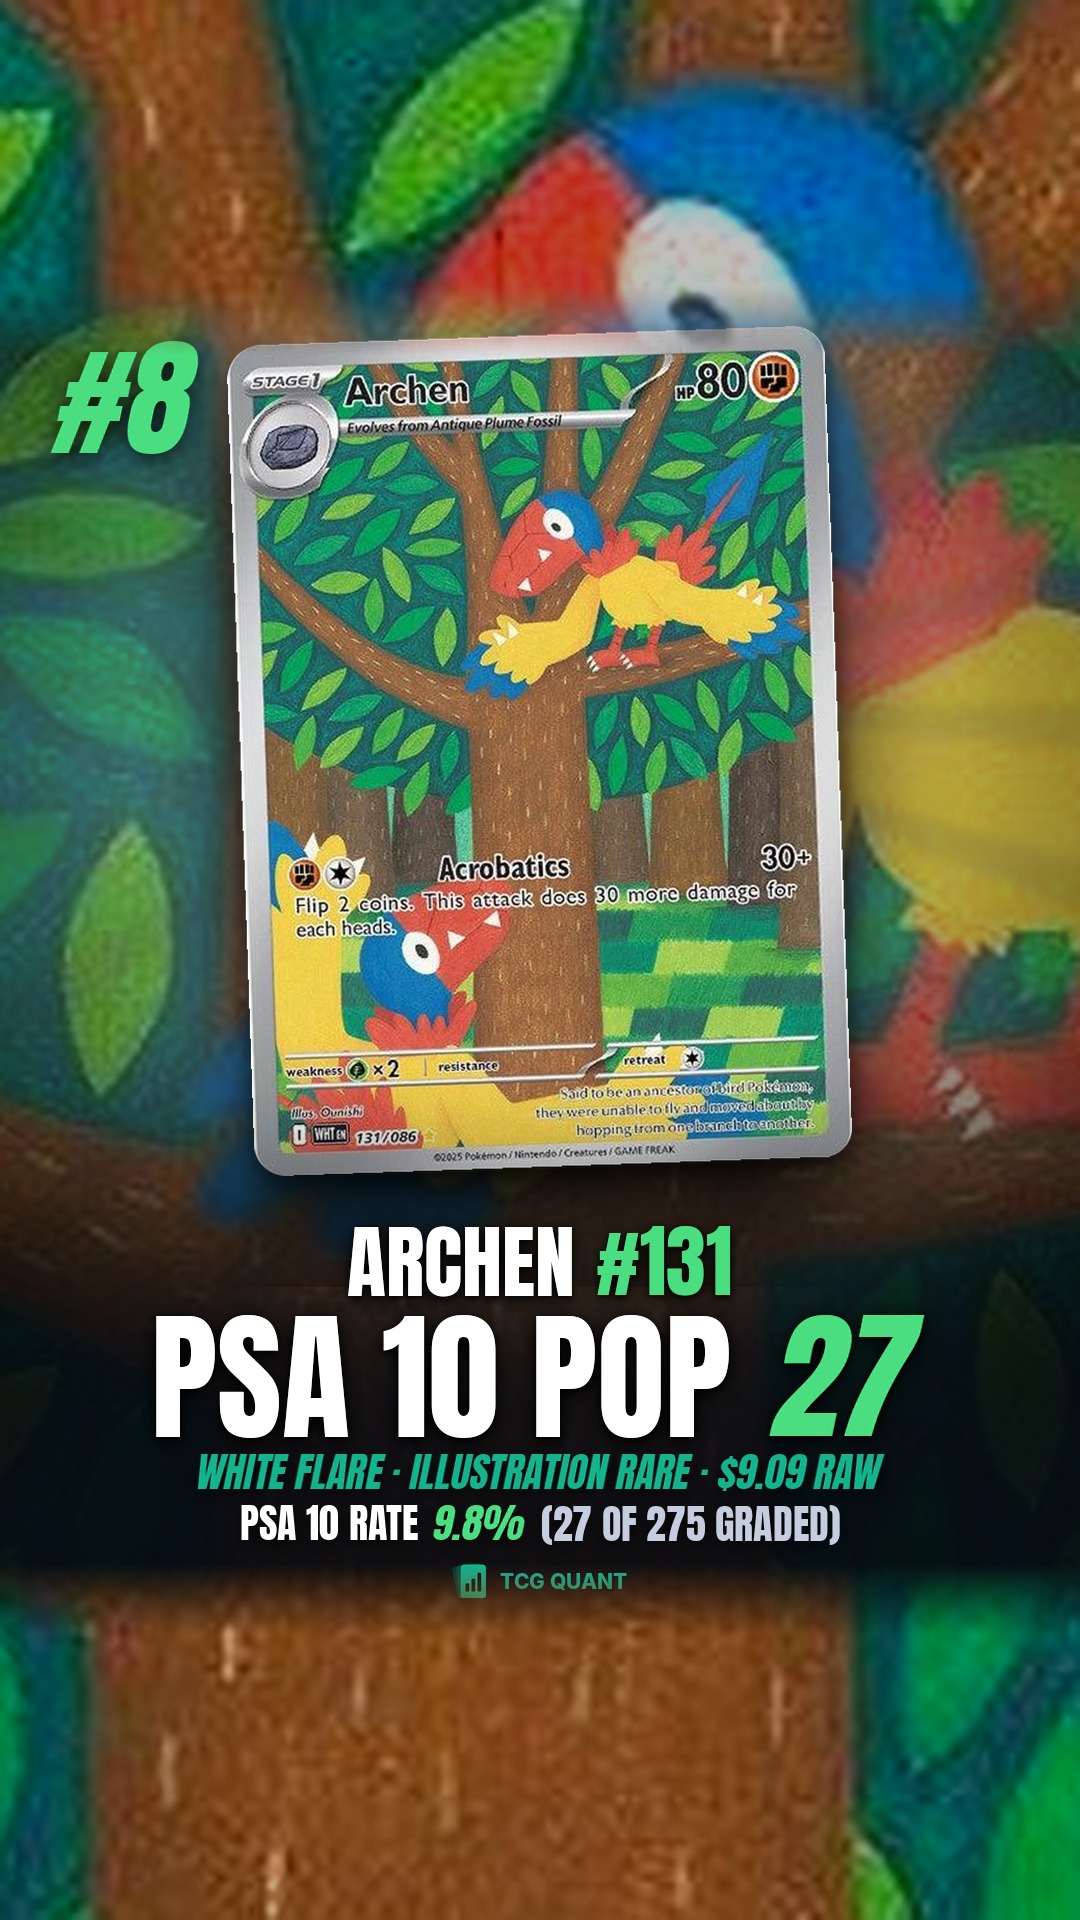 #8
STAGE1 Archen HP80
Evolves from Antique Plume Fossil
Acrobatics 30+
Flip 2 coins. This attack does 30 more damage for
each heads.
weakness ×2 resistance retreat
Said to be an ancestor of bird Pokémon,
they were unable to fly and moved about by
hopping from one branch to another.
Illus. Ounishi
I WHT EN 131/086
©2025 Pokémon / Nintendo / Creatures / GAME FREAK
ARCHEN #131
PSA 10 POP 27
WHITE FLARE · ILLUSTRATION RARE · $9.09 RAW
PSA 10 RATE 9.8% (27 OF 275 GRADED)
TCG QUANT